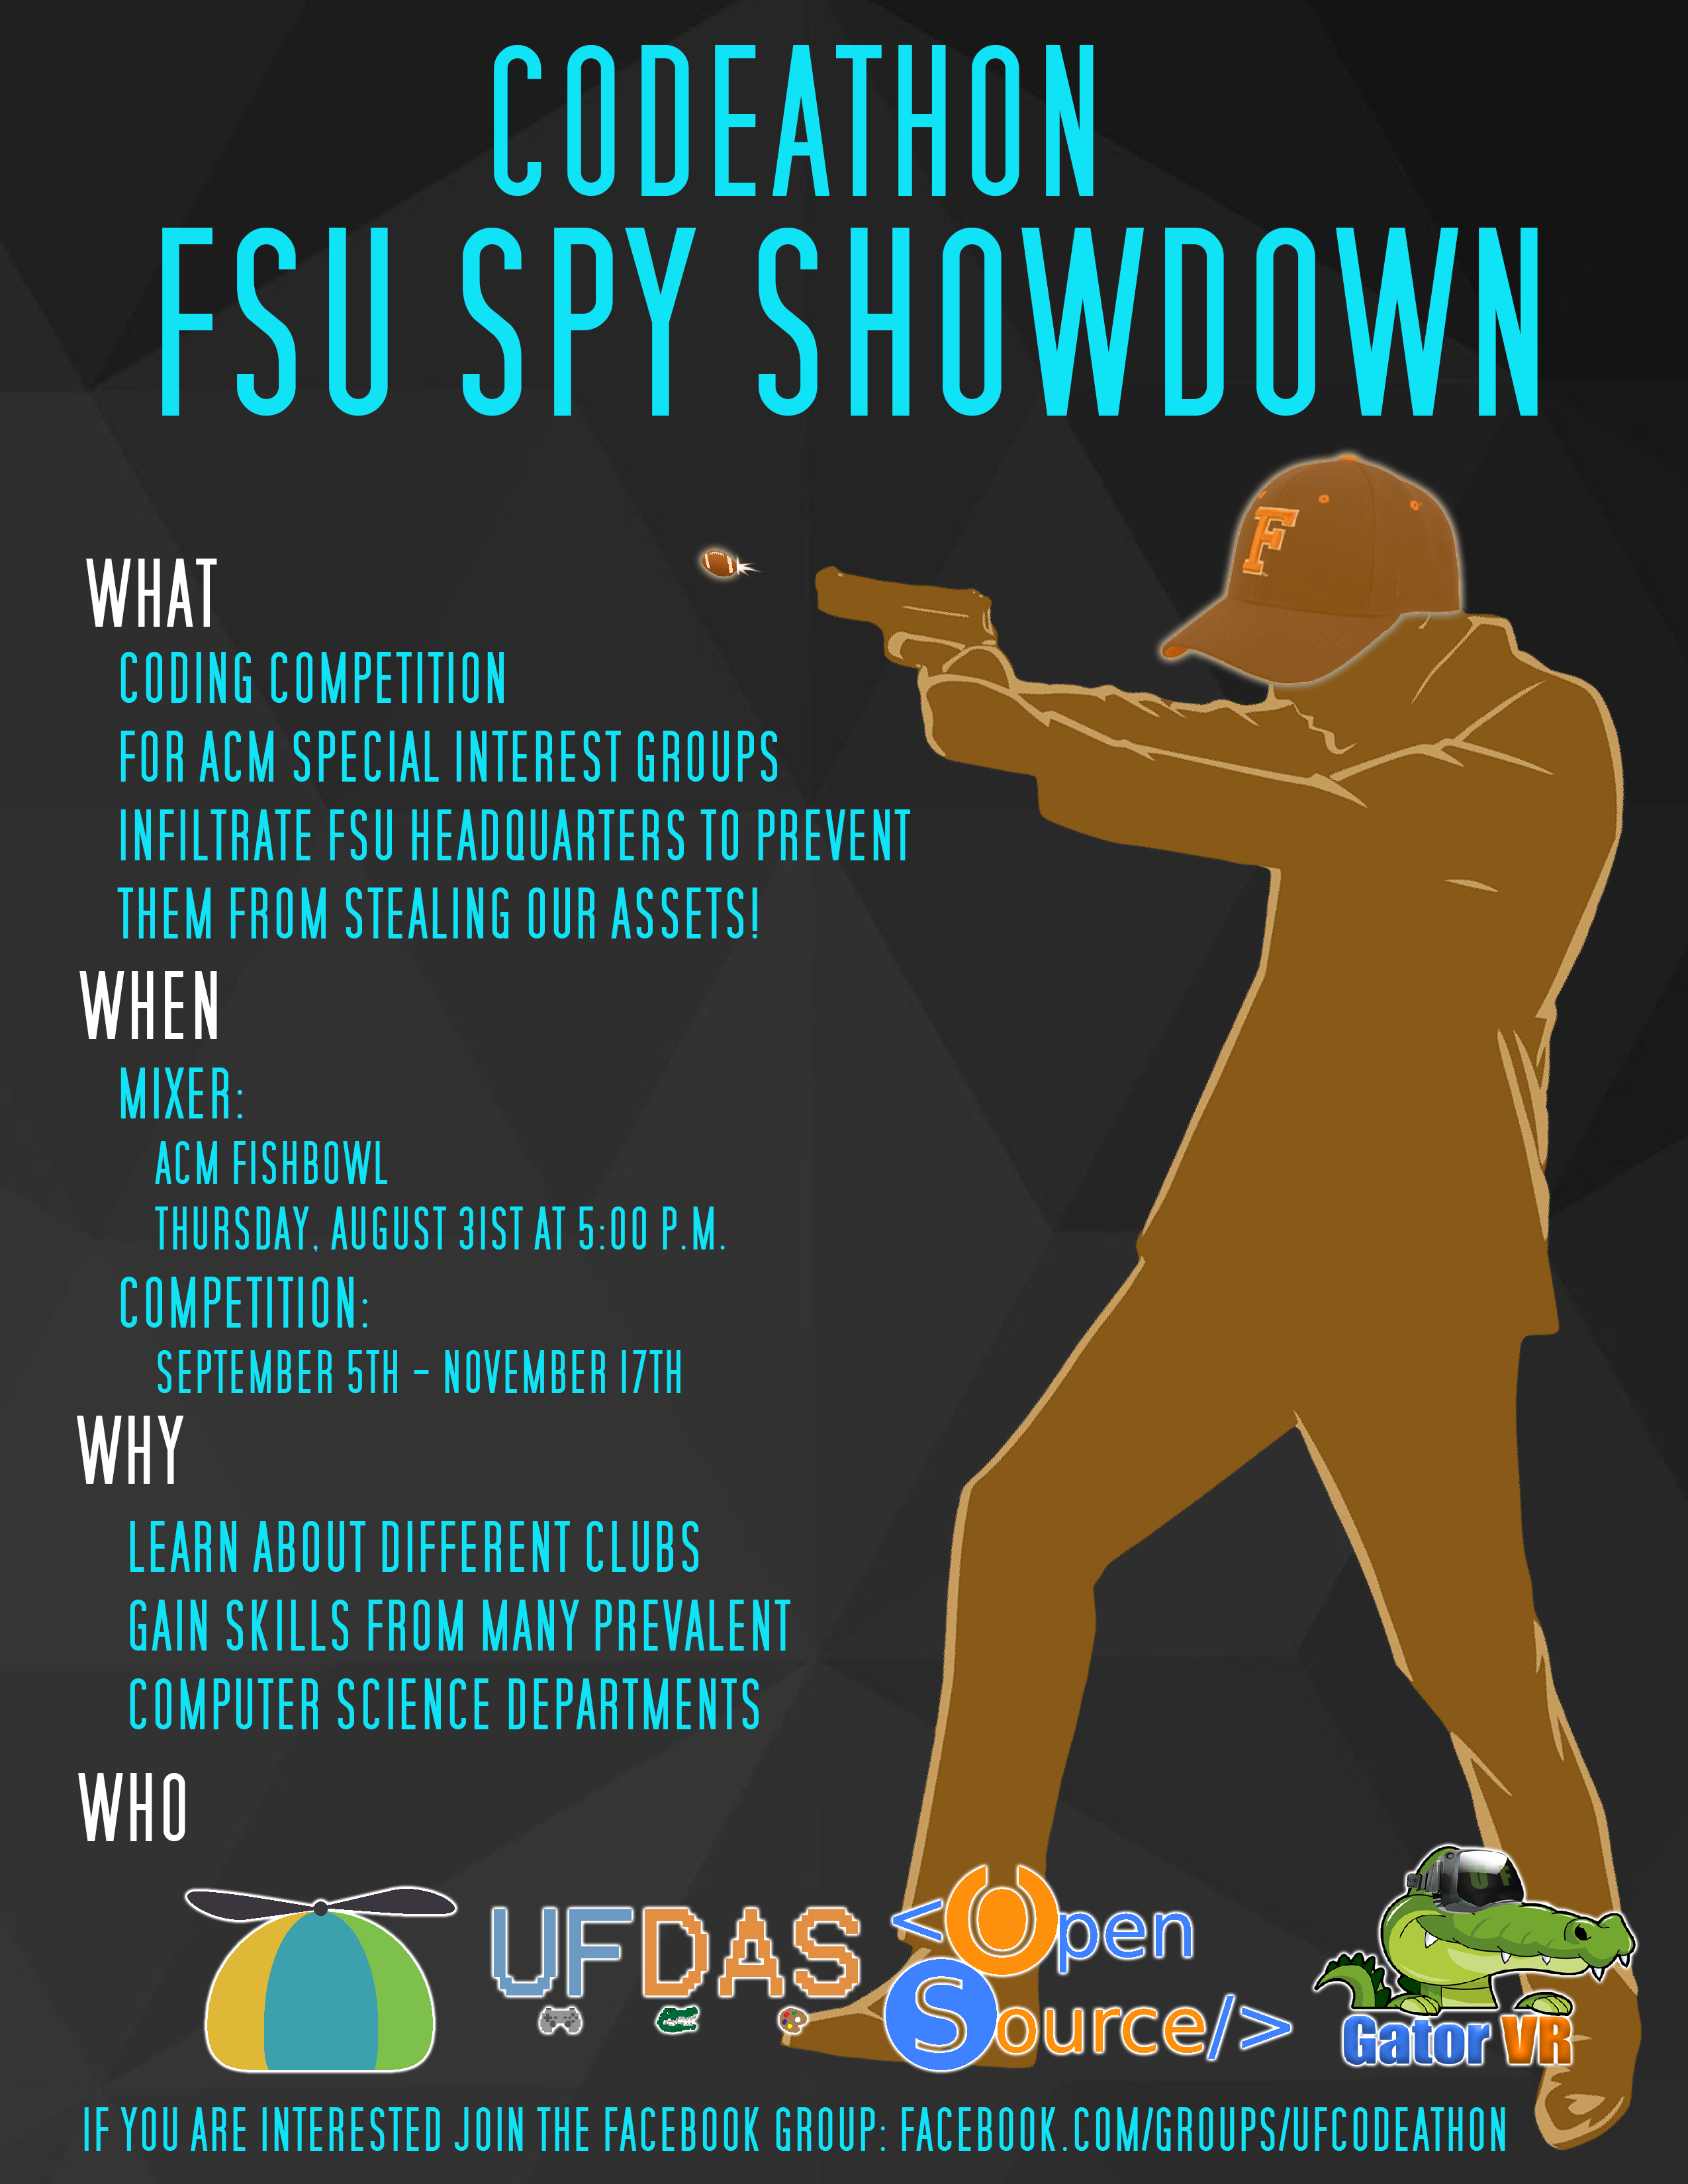 CODEATHON
FSU SPY SHOWDOWN
F
WHAT
CODING COMPETITION
FOR ACM SPECIAL INTEREST GROUPS
INFILTRATE FSU HEADQUARTERS TO PREVENT
THEM FROM STEALING OUR ASSETS!
WHEN
MIXER:
ACM FISHBOWL
THURSDAY, AUGUST 31ST AT 5:00 P.M.
COMPETITION:
SEPTEMBER 5TH - NOVEMBER 17TH
WHY
LEARN ABOUT DIFFERENT CLUBS
GAIN SKILLS FROM MANY PREVALENT
COMPUTER SCIENCE DEPARTMENTS
WHO
UFDAS
<Open
Source/>
UF
Gator VR
IF YOU ARE INTERESTED JOIN THE FACEBOOK GROUP: FACEBOOK.COM/GROUPS/UFCODEATHON